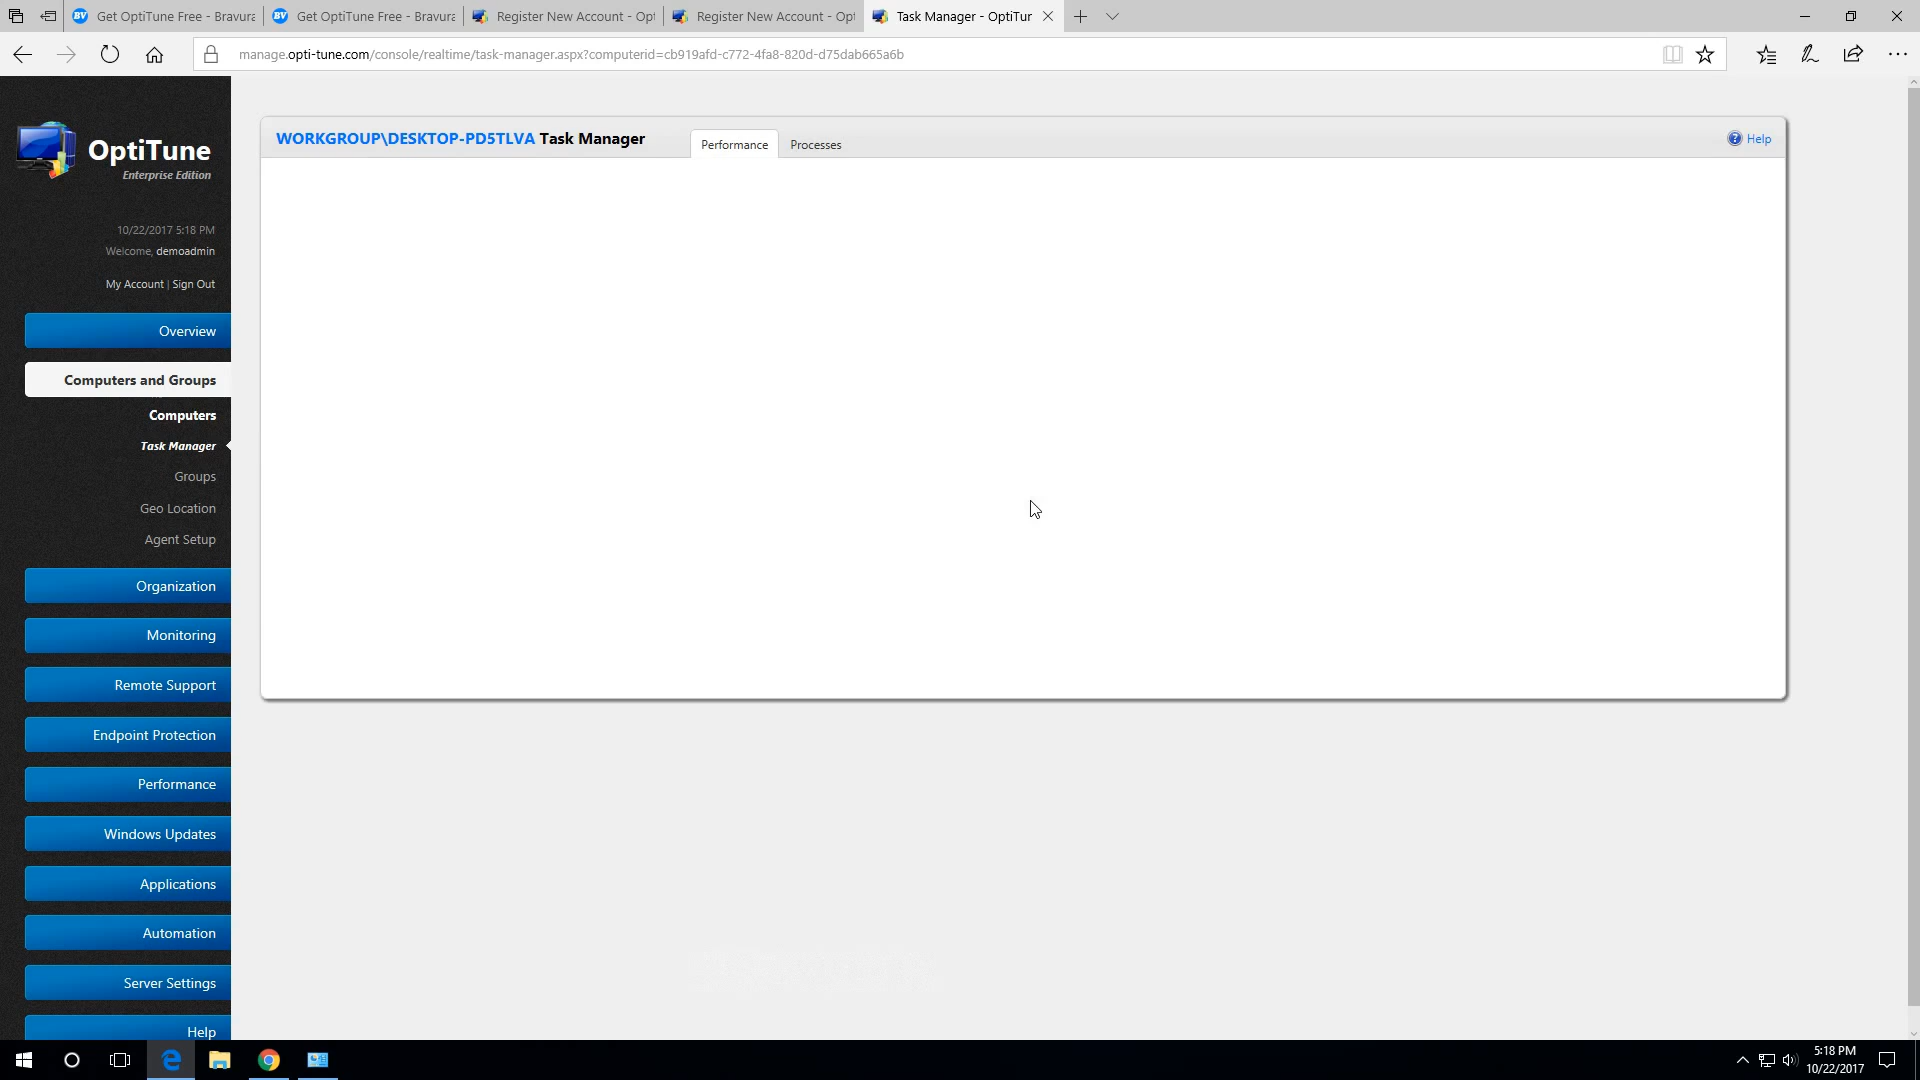 Get OptiTune Free - Bravura
Get OptiTune Free - Bravura
Register New Account - Opt
Register New Account - Opt
Task Manager - OptiTur
manage.opti-tune.com/console/realtime/task-manager.aspx?computerid=cb919afd-c772-4fa8-820d-d75dab665a6b
OptiTune
Enterprise Edition
WORKGROUP\DESKTOP-PD5TLVA Task Manager
Performance
Processes
Help
10/22/2017 5:18 PM
Welcome, demoadmin
My Account | Sign Out
Overview
Computers and Groups
Computers
Task Manager
Groups
Geo Location
Agent Setup
Organization
Monitoring
Remote Support
Endpoint Protection
Performance
Windows Updates
Applications
Automation
Server Settings
Help
5:18 PM
10/22/2017